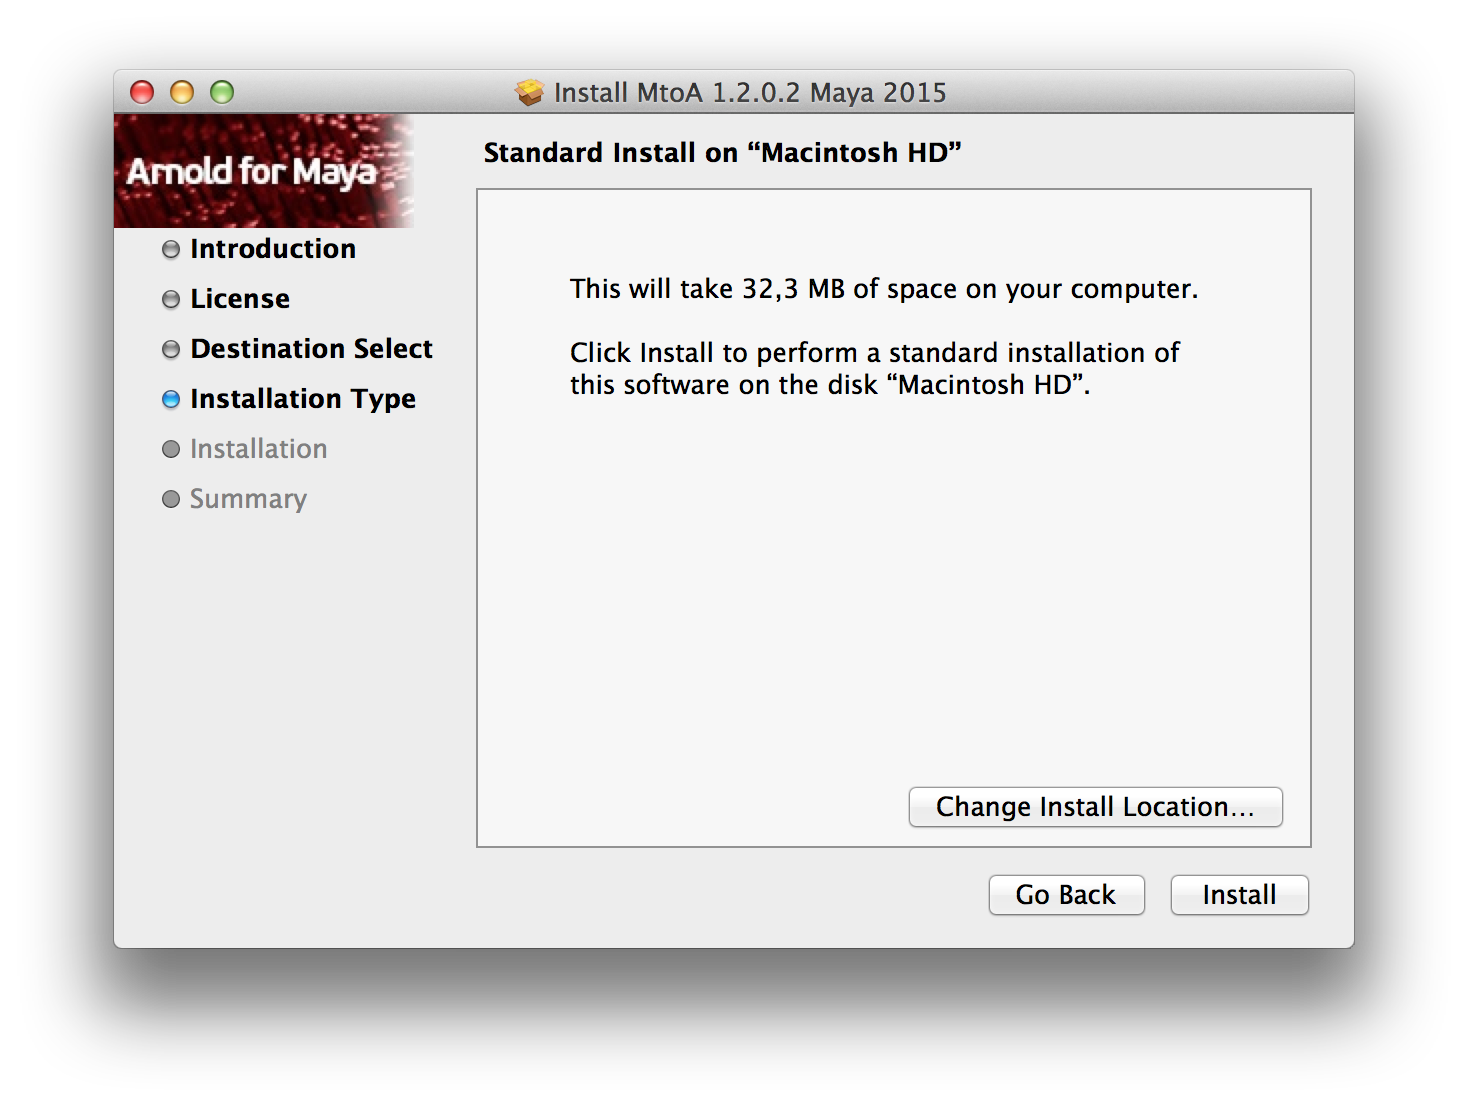 Install MtoA 1.2.0.2 Maya 2015
Arnold for Maya
Standard Install on “Macintosh HD”
Introduction
License
Destination Select
Installation Type
Installation
Summary
This will take 32,3 MB of space on your computer.
Click Install to perform a standard installation of
this software on the disk “Macintosh HD”.
Change Install Location...
Go Back
Install